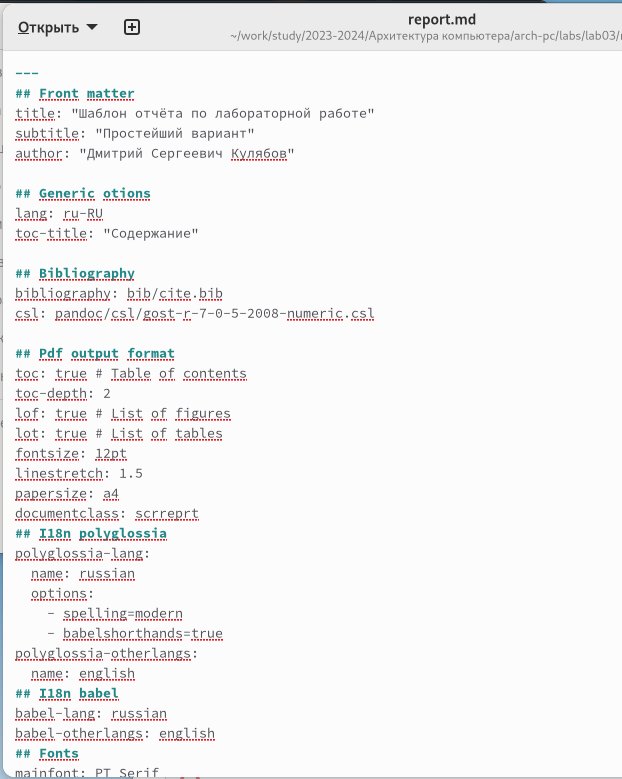 Открыть
report.md
~/work/study/2023-2024/Архитектура компьютера/arch-pc/labs/lab03/
---
## Front matter
title: "Шаблон отчёта по лабораторной работе"
subtitle: "Простейший вариант"
author: "Дмитрий Сергеевич Кулябов"
## Generic otions
lang: ru-RU
toc-title: "Содержание"
## Bibliography
bibliography: bib/cite.bib
csl: pandoc/csl/gost-r-7-0-5-2008-numeric.csl
## Pdf output format
toc: true # Table of contents
toc-depth: 2
lof: true # List of figures
lot: true # List of tables
fontsize: 12pt
linestretch: 1.5
papersize: a4
documentclass: scrreprt
## I18n polyglossia
polyglossia-lang:
  name: russian
  options:
    - spelling=modern
    - babelshorthands=true
polyglossia-otherlangs:
  name: english
## I18n babel
babel-lang: russian
babel-otherlangs: english
## Fonts
mainfont: PT Serif